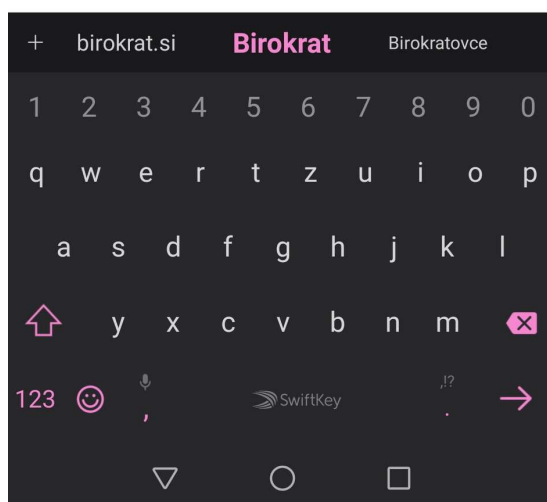 + birokrat.si Birokrat Birokratovce
1 2 3 4 5 6 7 8 9 0
q w e r t z u i o p
a s d f g h j k l
y x c v b n m
,!?
123 , SwiftKey .